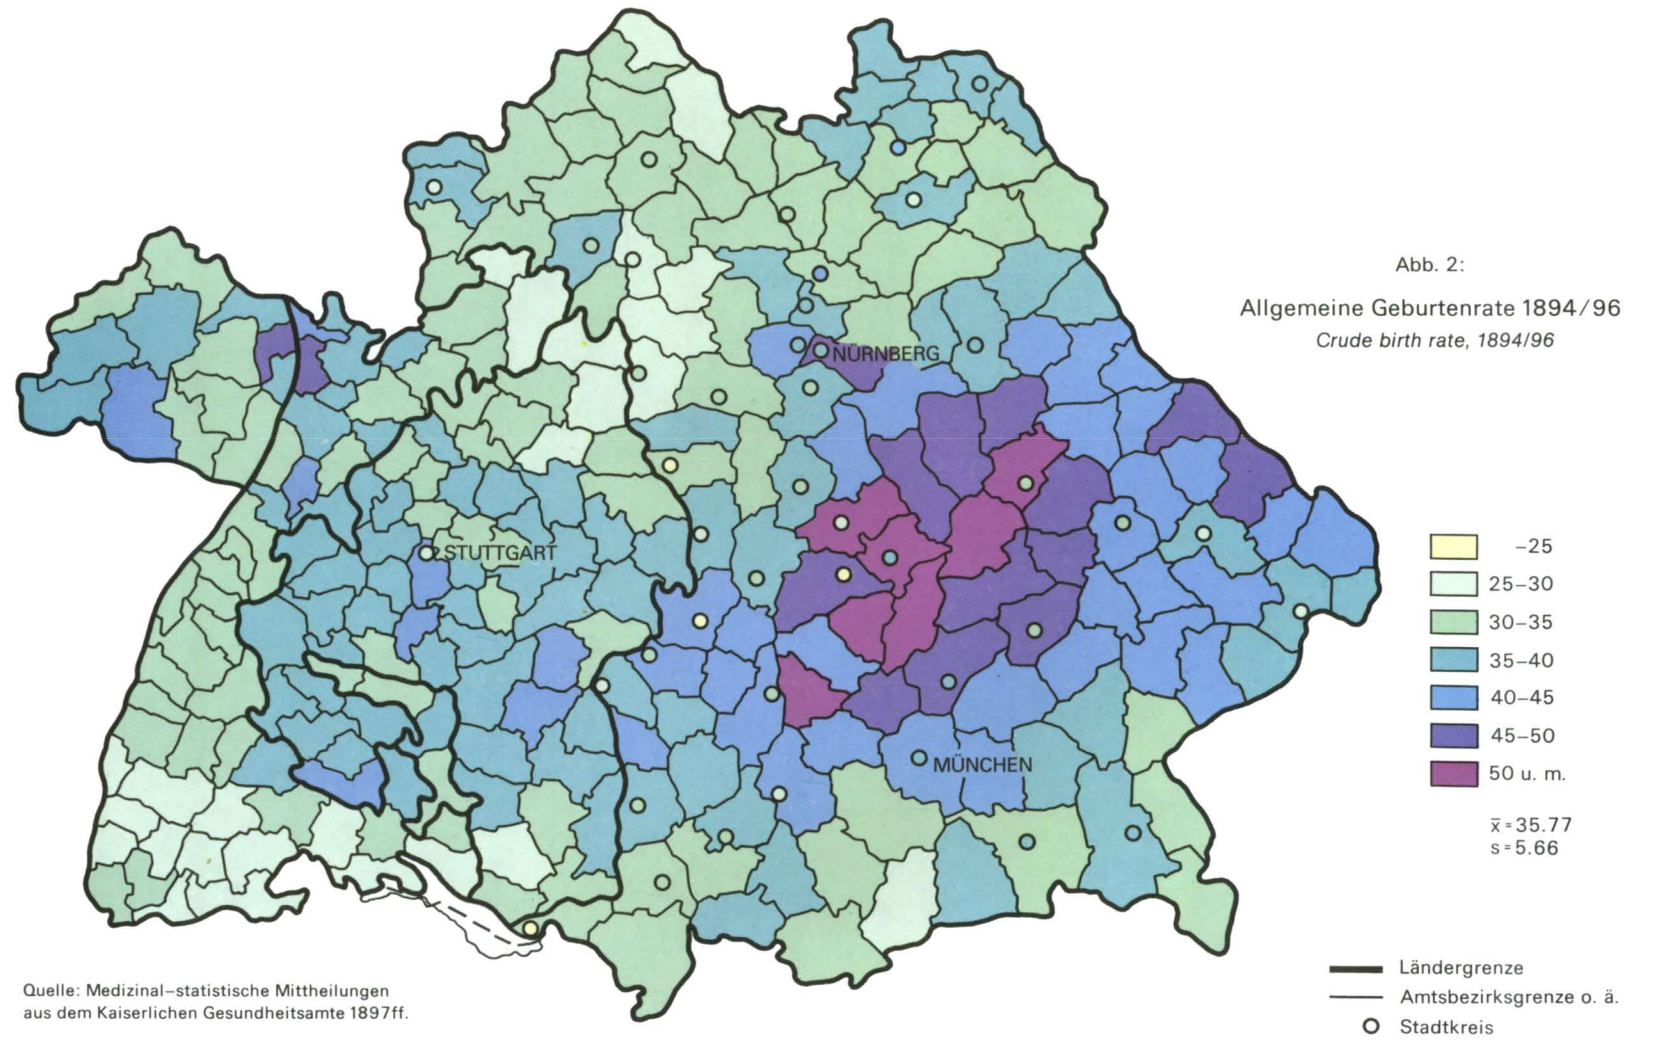 Abb. 2:
Allgemeine Geburtenrate 1894/96
Crude birth rate, 1894/96
NÜRNBERG
STUTTGART
MÜNCHEN
–25
25–30
30–35
35–40
40–45
45–50
50 u. m.
x̄ = 35.77
s = 5.66
Quelle: Medizinal–statistische Mittheilungen
aus dem Kaiserlichen Gesundheitsamte 1897ff.
Ländergrenze
Amtsbezirksgrenze o. ä.
Stadtkreis